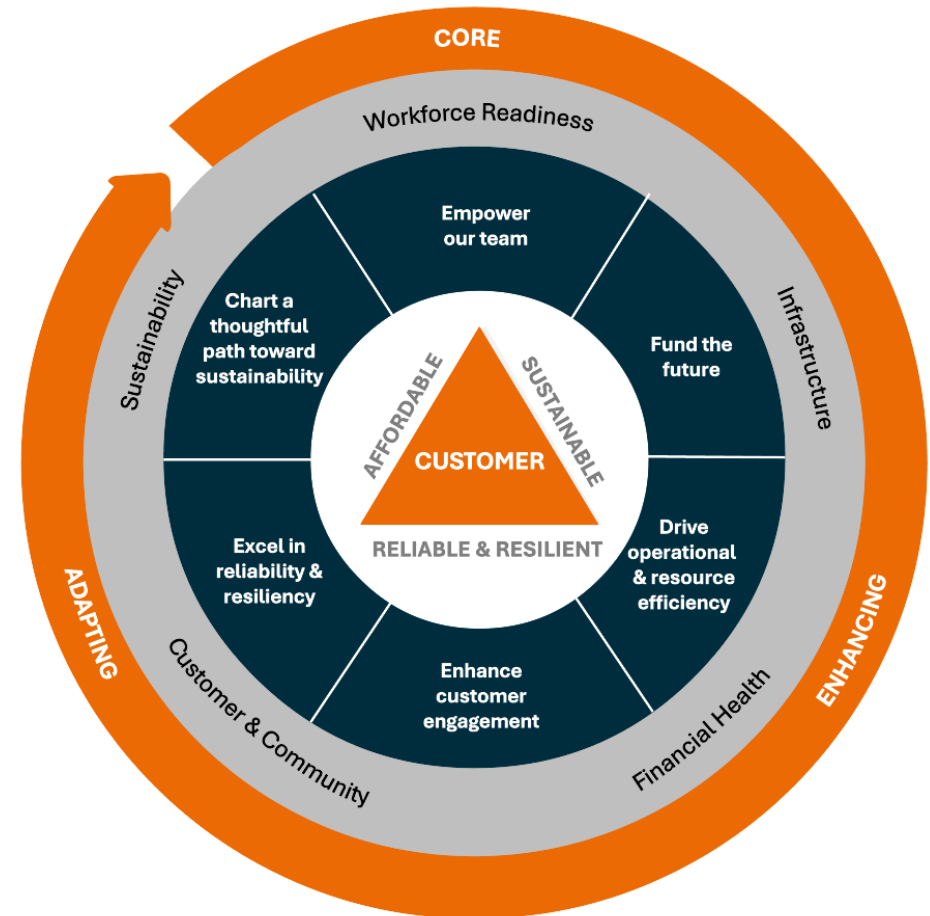 CORE
Workforce Readiness
Infrastructure
Financial Health
Customer & Community
Sustainability
ENHANCING
ADAPTING
Empower
our team
Fund the
future
Drive
operational
& resource
efficiency
Enhance
customer
engagement
Excel in
reliability &
resiliency
Chart a
thoughtful
path toward
sustainability
AFFORDABLE
SUSTAINABLE
CUSTOMER
RELIABLE & RESILIENT